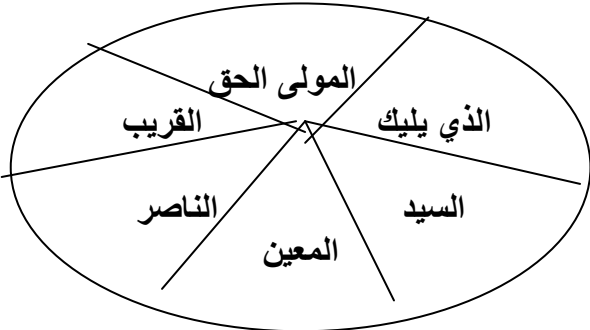 المولى الحق
الذي يليك
القريب
السيد
الناصر
المعين